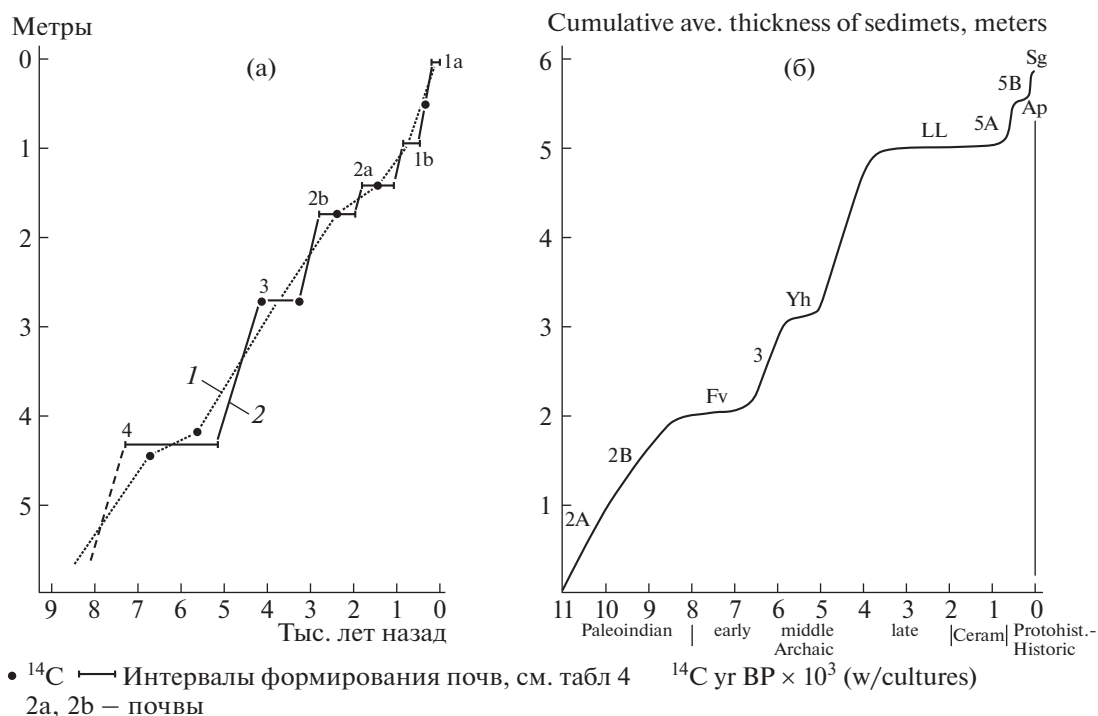 Метры
Cumulative ave. thickness of sedimets, meters
0
(а)
1a
1
1b
2a
2b
2
3
3
1
2
4
4
5
9 8 7 6 5 4 3 2 1 0
Тыс. лет назад
6
(б)
Sg
5B
Ap
5A
LL
5
4
Yh
3
3
Fv
2
2B
1
2A
11 10 9 8 7 6 5 4 3 2 1 0
Paleoindian | early middle late | Ceram | Protohist.-
Archaic Historic
• ¹⁴C Интервалы формирования почв, см. табл 4
¹⁴C yr BP × 10³ (w/cultures)
2a, 2b – почвы